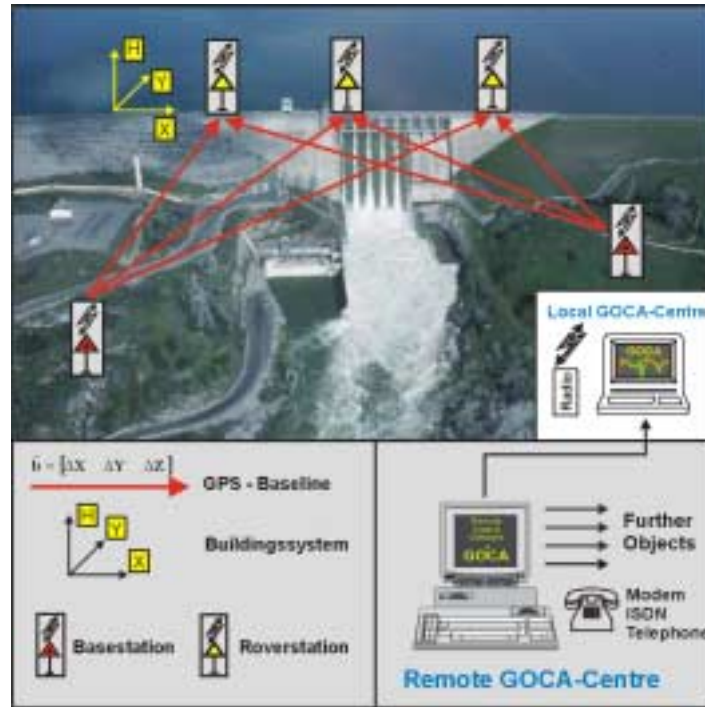 H
Y
X
Local GOCA-Centre
Radio
GOCA
b = [ΔX ΔY ΔZ]
GPS - Baseline
H
Y
X
Buildingssystem
Basestation
Roverstation
GOCA
Further
Objects
Modem
ISDN
Telephone
Remote GOCA-Centre